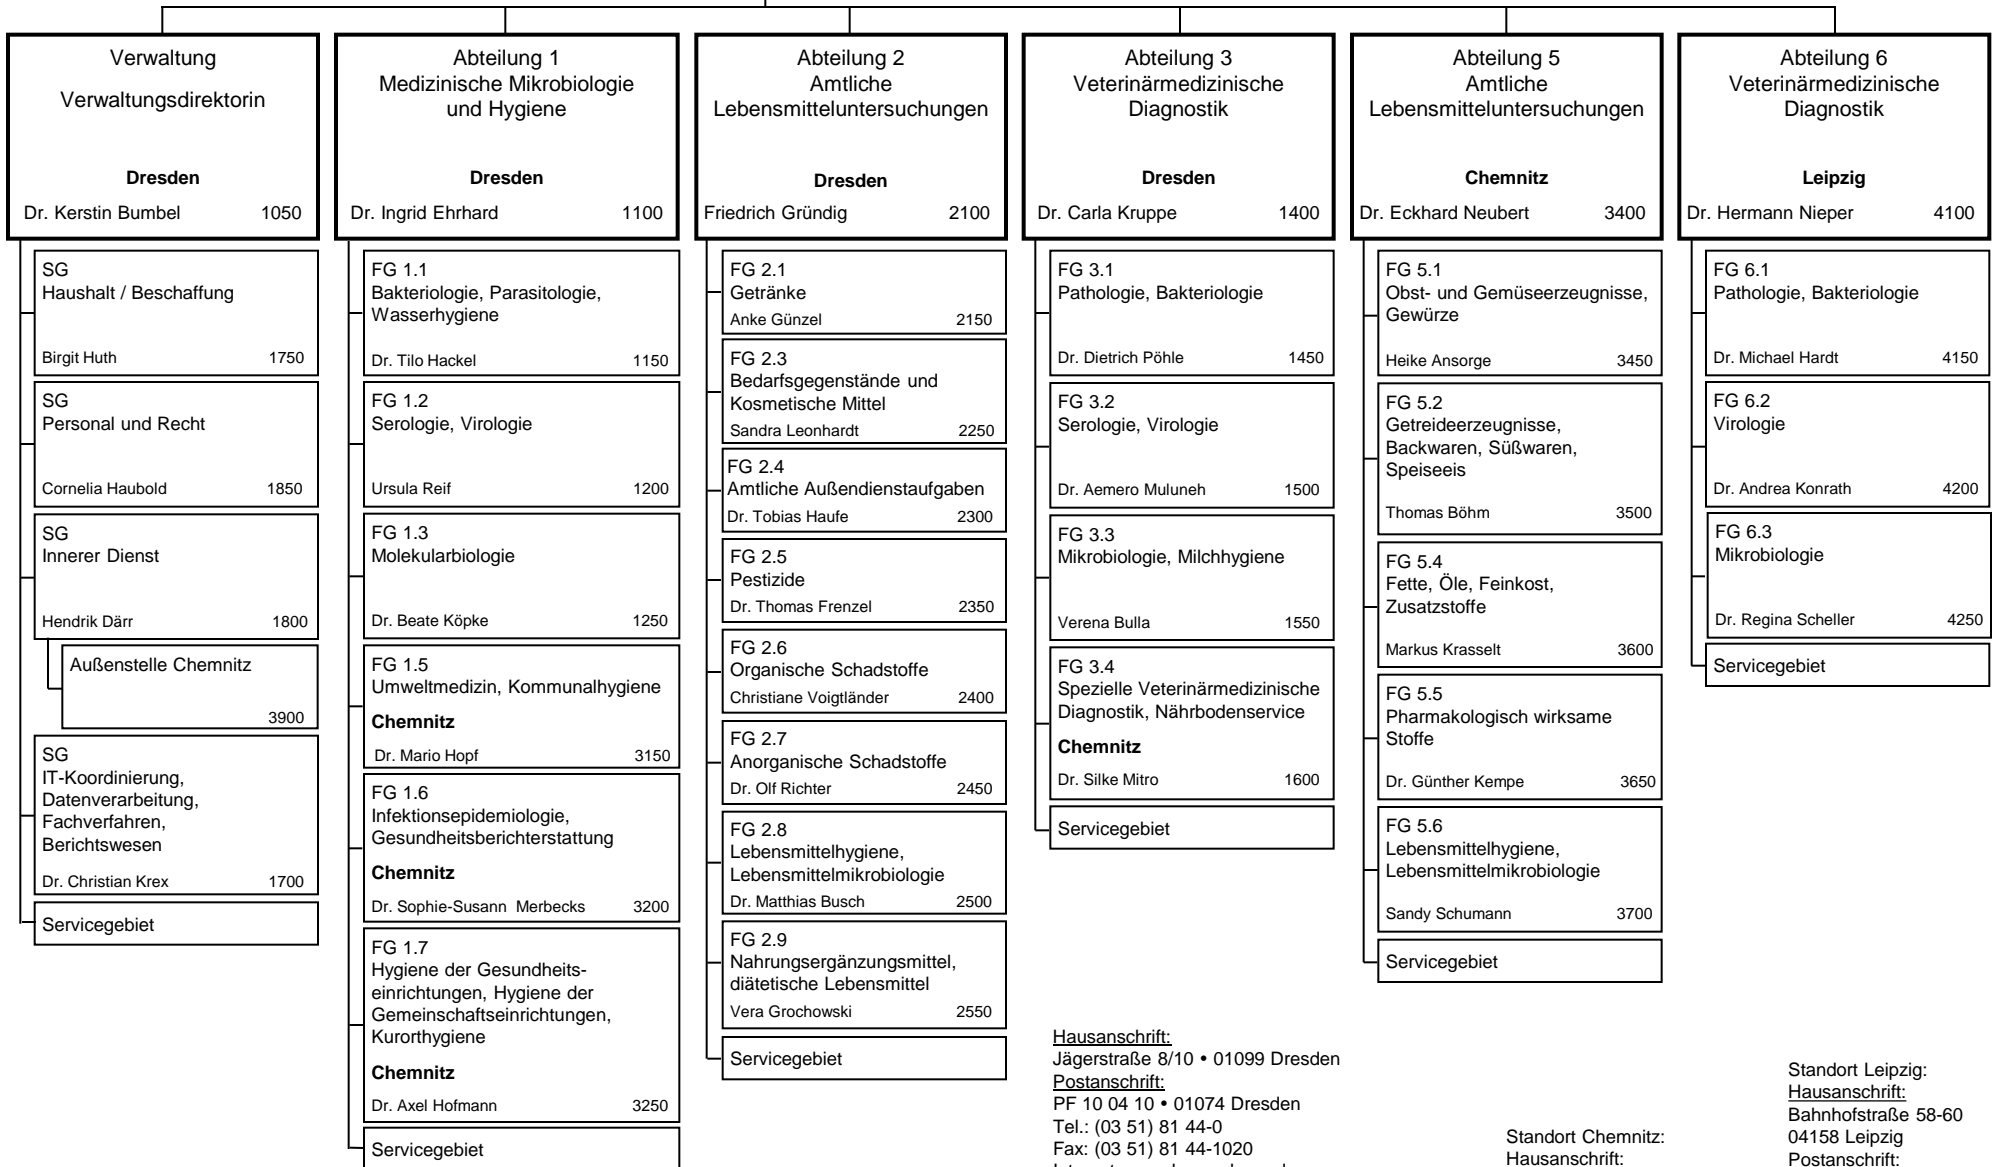 Verwaltung
Verwaltungsdirektorin
Dresden
Dr. Kerstin Bumbel 1050
SG
Haushalt / Beschaffung
Birgit Huth 1750
SG
Personal und Recht
Cornelia Haubold 1850
SG
Innerer Dienst
Hendrik Därr 1800
Außenstelle Chemnitz
3900
SG
IT-Koordinierung,
Datenverarbeitung,
Fachverfahren,
Berichtswesen
Dr. Christian Krex 1700
Servicegebiet
Abteilung 1
Medizinische Mikrobiologie
und Hygiene
Dresden
Dr. Ingrid Ehrhard 1100
FG 1.1
Bakteriologie, Parasitologie,
Wasserhygiene
Dr. Tilo Hackel 1150
FG 1.2
Serologie, Virologie
Ursula Reif 1200
FG 1.3
Molekularbiologie
Dr. Beate Köpke 1250
FG 1.5
Umweltmedizin, Kommunalhygiene
Chemnitz
Dr. Mario Hopf 3150
FG 1.6
Infektionsepidemiologie,
Gesundheitsberichterstattung
Chemnitz
Dr. Sophie-Susann Merbecks 3200
FG 1.7
Hygiene der Gesundheits-
einrichtungen, Hygiene der
Gemeinschaftseinrichtungen,
Kurorthygiene
Chemnitz
Dr. Axel Hofmann 3250
Servicegebiet
Abteilung 2
Amtliche
Lebensmitteluntersuchungen
Dresden
Friedrich Gründig 2100
FG 2.1
Getränke
Anke Günzel 2150
FG 2.3
Bedarfsgegenstände und
Kosmetische Mittel
Sandra Leonhardt 2250
FG 2.4
Amtliche Außendienstaufgaben
Dr. Tobias Haufe 2300
FG 2.5
Pestizide
Dr. Thomas Frenzel 2350
FG 2.6
Organische Schadstoffe
Christiane Voigtländer 2400
FG 2.7
Anorganische Schadstoffe
Dr. Olf Richter 2450
FG 2.8
Lebensmittelhygiene,
Lebensmittelmikrobiologie
Dr. Matthias Busch 2500
FG 2.9
Nahrungsergänzungsmittel,
diätetische Lebensmittel
Vera Grochowski 2550
Servicegebiet
Abteilung 3
Veterinärmedizinische
Diagnostik
Dresden
Dr. Carla Kruppe 1400
FG 3.1
Pathologie, Bakteriologie
Dr. Dietrich Pöhle 1450
FG 3.2
Serologie, Virologie
Dr. Aemero Muluneh 1500
FG 3.3
Mikrobiologie, Milchhygiene
Verena Bulla 1550
FG 3.4
Spezielle Veterinärmedizinische
Diagnostik, Nährbodenservice
Chemnitz
Dr. Silke Mitro 1600
Servicegebiet
Abteilung 5
Amtliche
Lebensmitteluntersuchungen
Chemnitz
Dr. Eckhard Neubert 3400
FG 5.1
Obst- und Gemüseerzeugnisse,
Gewürze
Heike Ansorge 3450
FG 5.2
Getreideerzeugnisse,
Backwaren, Süßwaren,
Speiseeis
Thomas Böhm 3500
FG 5.4
Fette, Öle, Feinkost,
Zusatzstoffe
Markus Krasselt 3600
FG 5.5
Pharmakologisch wirksame
Stoffe
Dr. Günther Kempe 3650
FG 5.6
Lebensmittelhygiene,
Lebensmittelmikrobiologie
Sandy Schumann 3700
Servicegebiet
Abteilung 6
Veterinärmedizinische
Diagnostik
Leipzig
Dr. Hermann Nieper 4100
FG 6.1
Pathologie, Bakteriologie
Dr. Michael Hardt 4150
FG 6.2
Virologie
Dr. Andrea Konrath 4200
FG 6.3
Mikrobiologie
Dr. Regina Scheller 4250
Servicegebiet
Hausanschrift:
Jägerstraße 8/10 • 01099 Dresden
Postanschrift:
PF 10 04 10 • 01074 Dresden
Tel.: (03 51) 81 44-0
Fax: (03 51) 81 44-1020
Standort Chemnitz:
Hausanschrift:
Standort Leipzig:
Hausanschrift:
Bahnhofstraße 58-60
04158 Leipzig
Postanschrift: